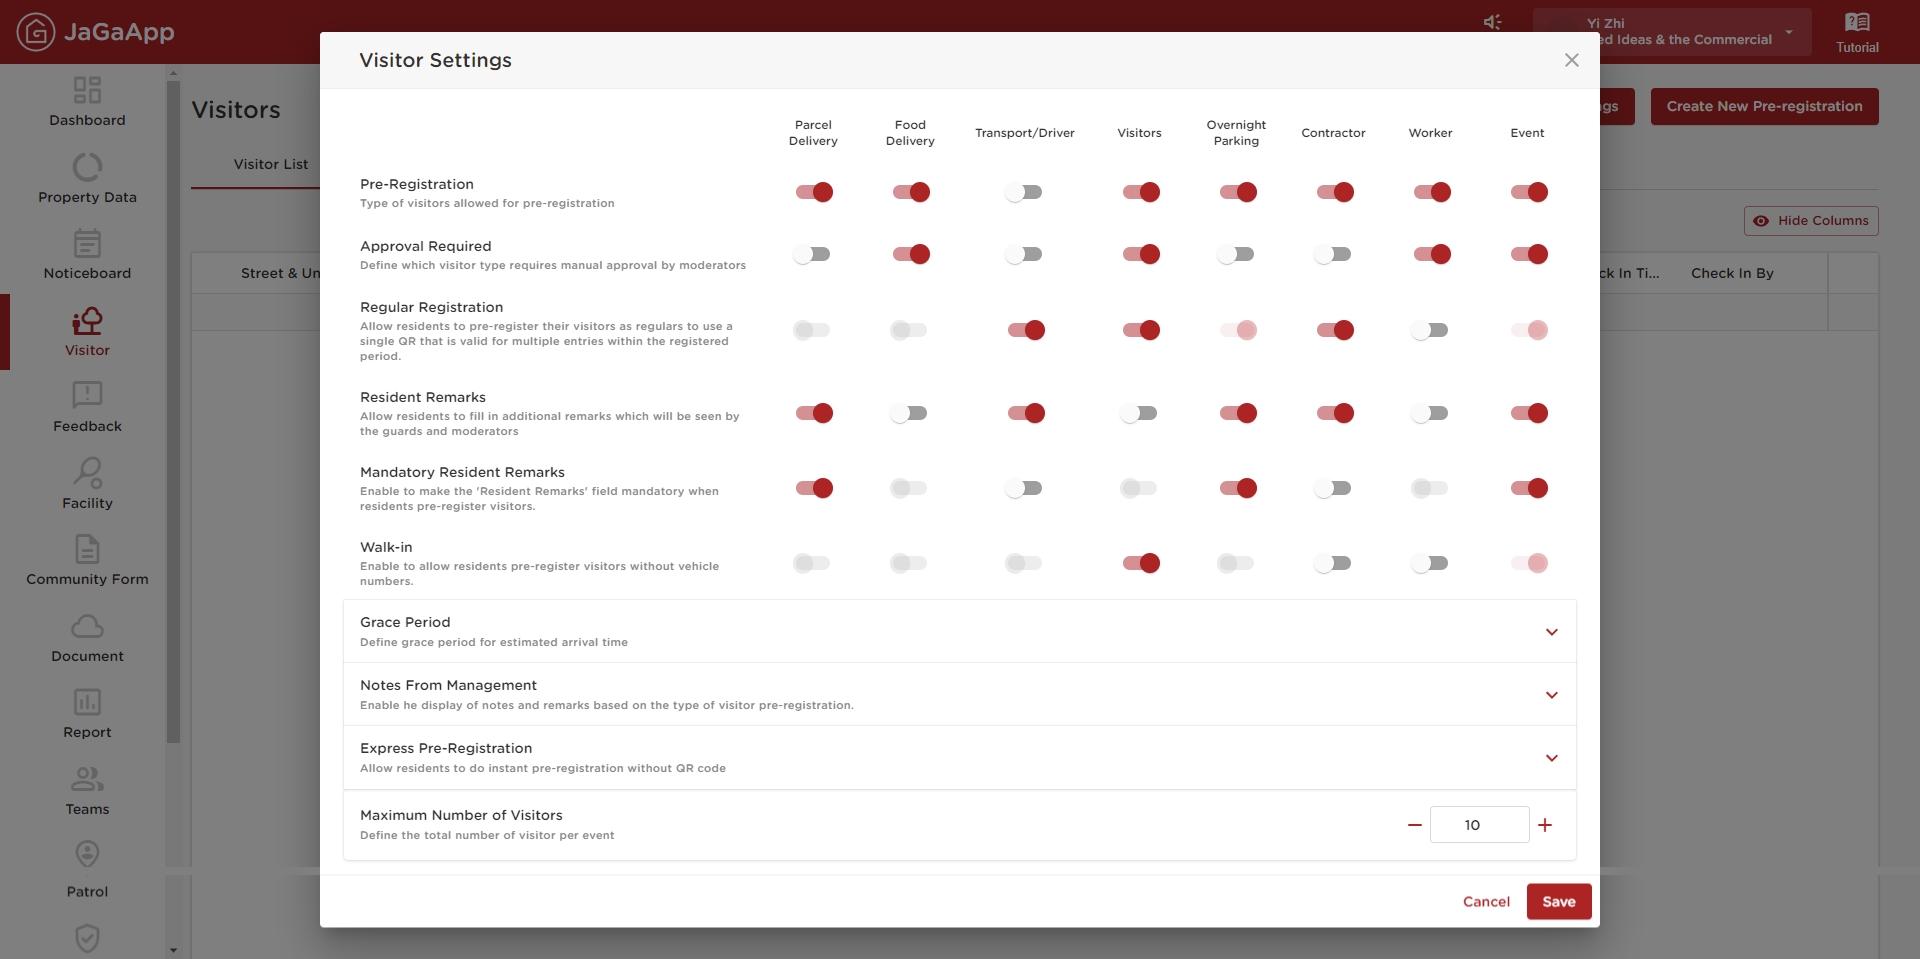 JaGaApp
Yi Zhi
ed Ideas & the Commercial
Tutorial
Dashboard
Property Data
Noticeboard
Visitor
Feedback
Facility
Community Form
Document
Report
Teams
Patrol
Visitors
Visitor List
Create New Pre-registration
Hide Columns
Street & Un
ck In Ti...
Check In By
Visitor Settings
Parcel Delivery
Food Delivery
Transport/Driver
Visitors
Overnight Parking
Contractor
Worker
Event
Pre-Registration
Type of visitors allowed for pre-registration
Approval Required
Define which visitor type requires manual approval by moderators
Regular Registration
Allow residents to pre-register their visitors as regulars to use a
single QR that is valid for multiple entries within the registered
period.
Resident Remarks
Allow residents to fill in additional remarks which will be seen by
the guards and moderators
Mandatory Resident Remarks
Enable to make the 'Resident Remarks' field mandatory when
residents pre-register visitors.
Walk-in
Enable to allow residents pre-register visitors without vehicle
numbers.
Grace Period
Define grace period for estimated arrival time
Notes From Management
Enable he display of notes and remarks based on the type of visitor pre-registration.
Express Pre-Registration
Allow residents to do instant pre-registration without QR code
Maximum Number of Visitors
Define the total number of visitor per event
10
Cancel
Save